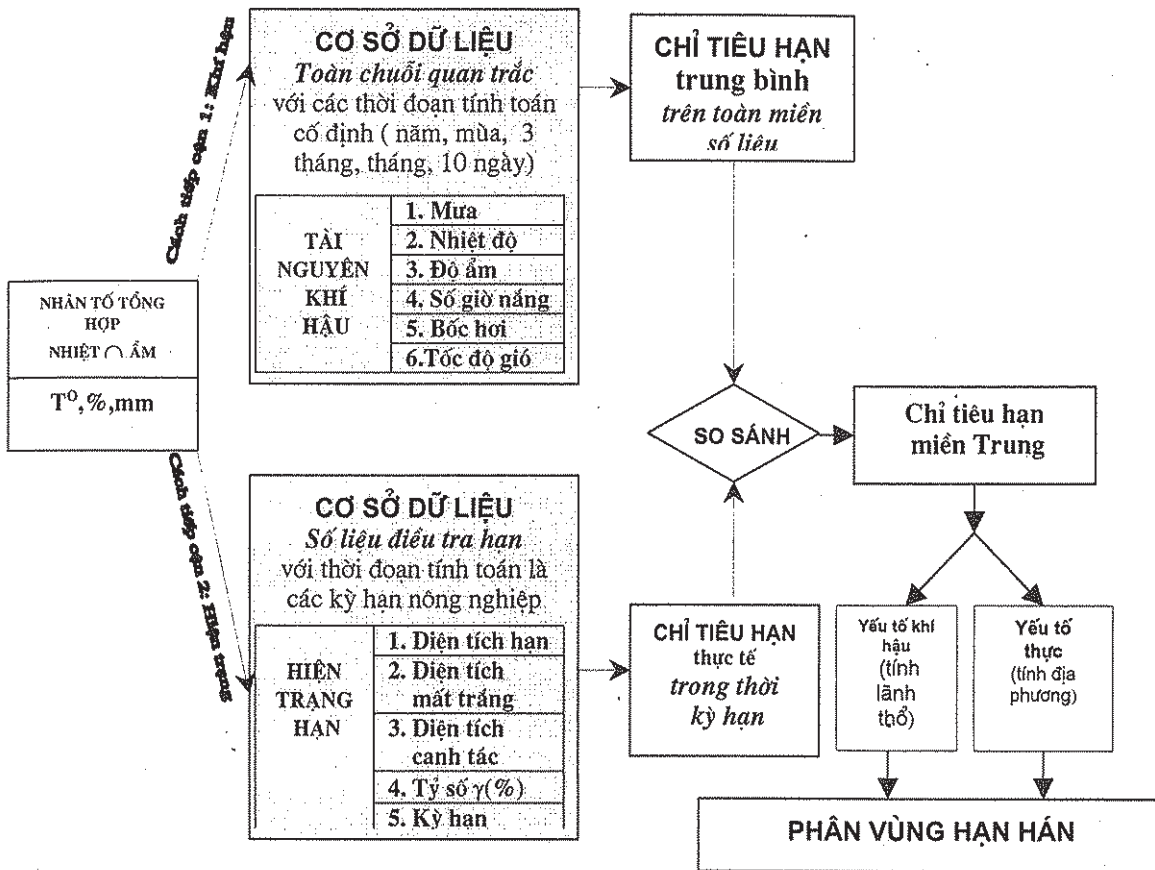 Cách tiếp cận 1: Khí hạn
CƠ SỞ DỮ LIỆU
Toàn chuỗi quan trắc
với các thời đoạn tính toán
cố định ( năm, mùa, 3
tháng, tháng, 10 ngày)
TÀI
NGUYÊN
KHÍ
HẬU
1. Mưa
2. Nhiệt độ
3. Độ ẩm
4. Số giờ nắng
5. Bốc hơi
6.Tốc độ gió
CHỈ TIÊU HẠN
trung bình
trên toàn miền
số liệu
NHÂN TỐ TỔNG
HỢP
NHIỆT ∩ ẨM
T⁰,%,mm
SO SÁNH
Chỉ tiêu hạn
miền Trung
Cách tiếp cận 2: Hiện trạng
CƠ SỞ DỮ LIỆU
Số liệu điều tra hạn
với thời đoạn tính toán là
các kỳ hạn nông nghiệp
HIỆN
TRẠNG
HẠN
1. Diện tích hạn
2. Diện tích
mất trắng
3. Diện tích
canh tác
4. Tỷ số γ(%)
5. Kỳ hạn
CHỈ TIÊU HẠN
thực tế
trong thời
kỳ hạn
Yếu tố khí
hậu
(tính
lãnh
thổ)
Yếu tố
thực
(tính địa
phương)
PHÂN VÙNG HẠN HÁN